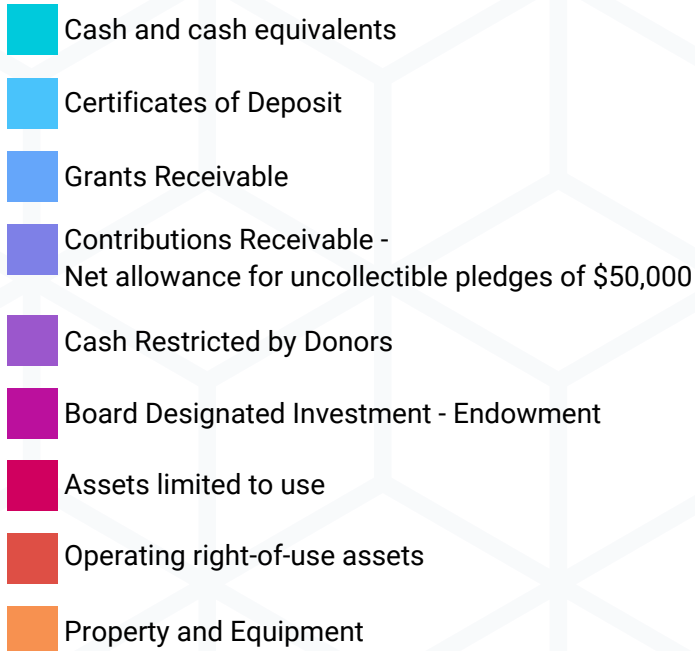 Cash and cash equivalents
Certificates of Deposit
Grants Receivable
Contributions Receivable -
Net allowance for uncollectible pledges of $50,000
Cash Restricted by Donors
Board Designated Investment - Endowment
Assets limited to use
Operating right-of-use assets
Property and Equipment